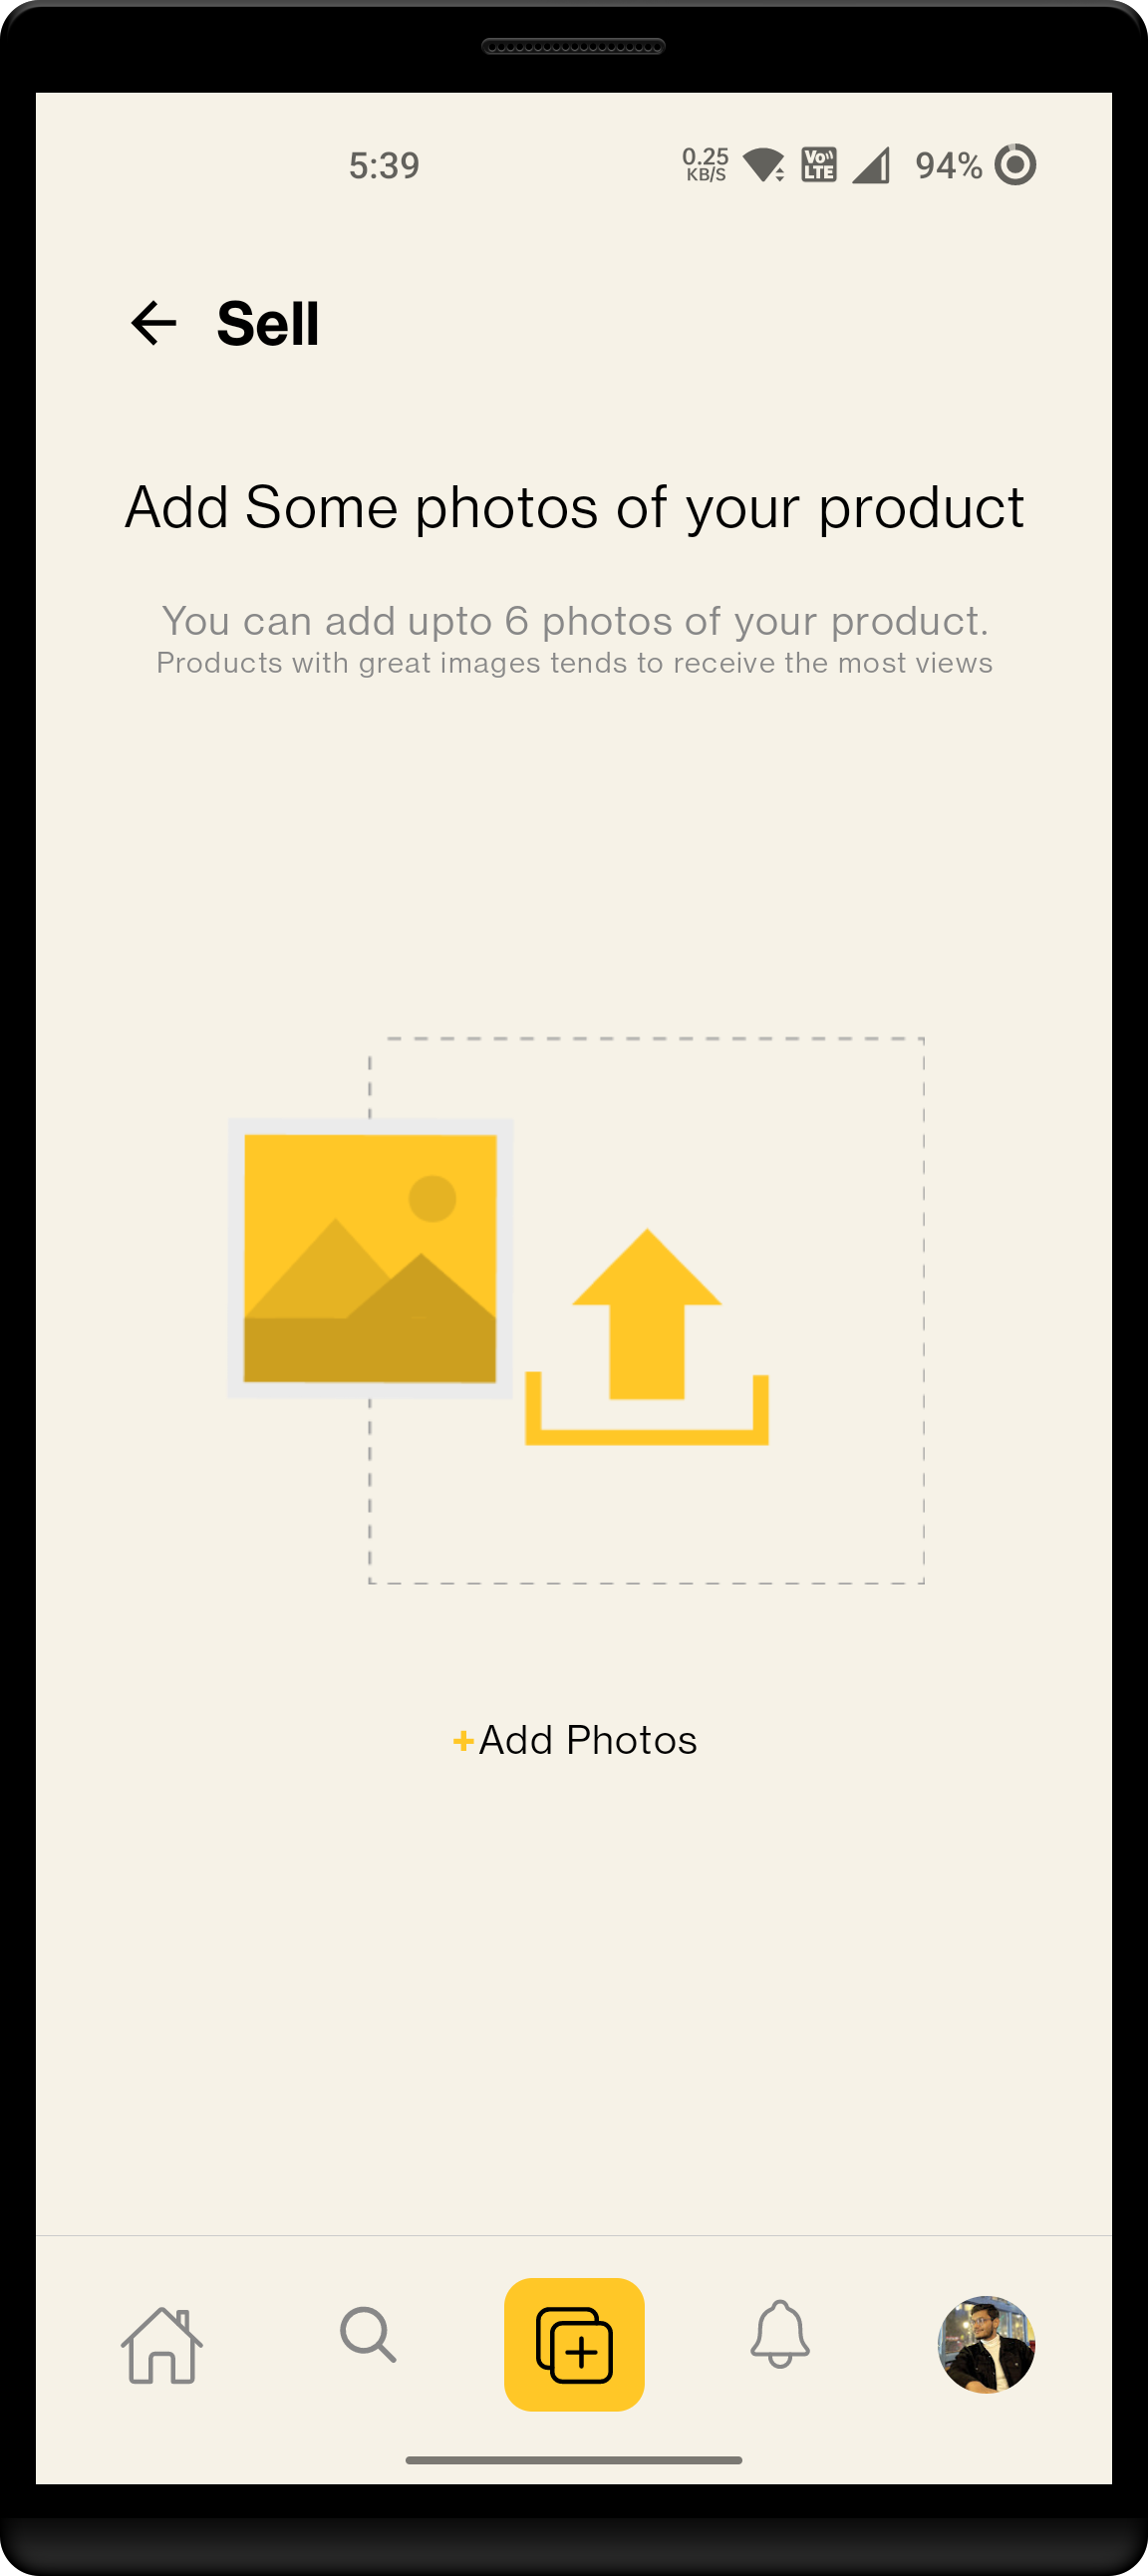 5:39
0.25
KB/S
Vo
LTE
94%
Sell
Add Some photos of your product
You can add upto 6 photos of your product.
Products with great images tends to receive the most views
+Add Photos